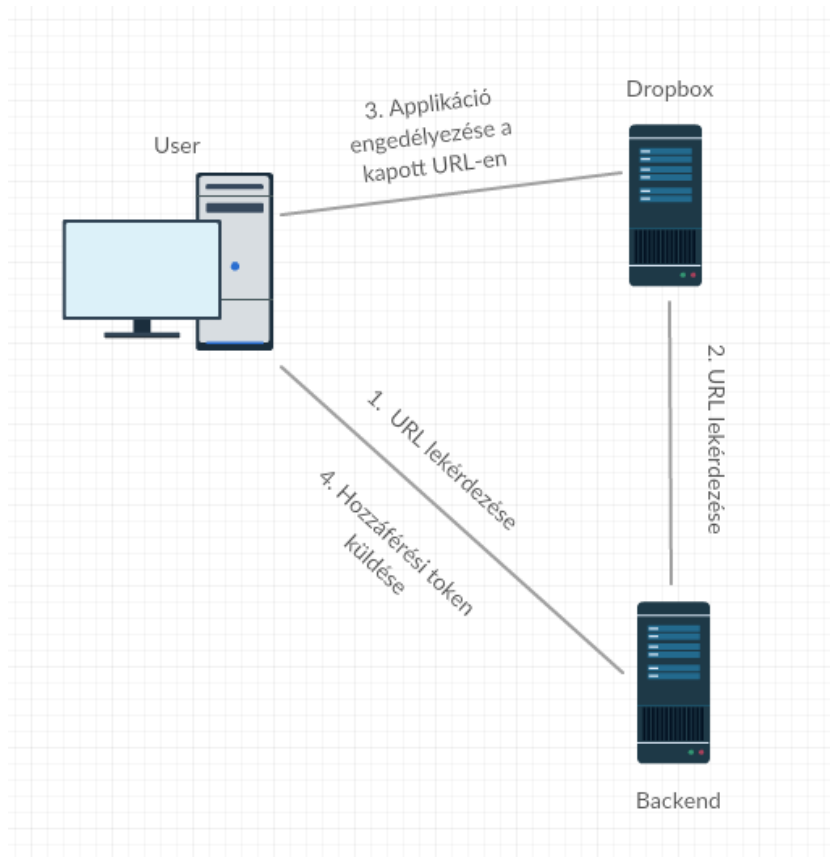 Dropbox
3. Applikáció
engedélyezése a
kapott URL-en
User
2. URL lekérdezése
1. URL lekérdezése
4. Hozzáférési token
küldése
Backend